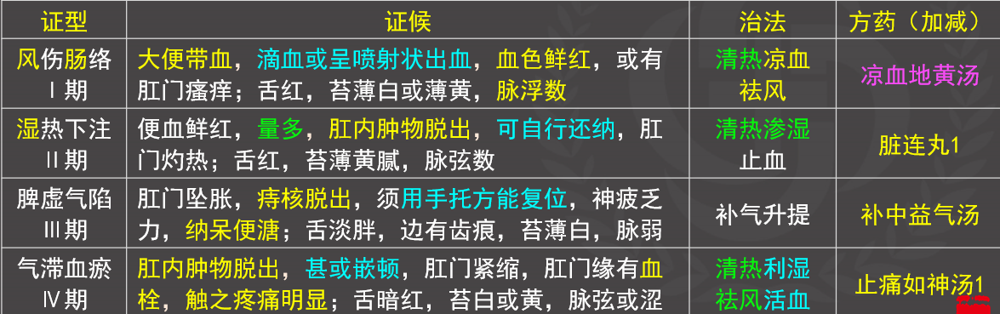 证型 证候 治法 方药（加减）
风伤肠络 大便带血，滴血或呈喷射状出血，血色鲜红，或有 清热凉血 凉血地黄汤
Ⅰ期 肛门瘙痒；舌红，苔薄白或薄黄，脉浮数 祛风
湿热下注 便血鲜红，量多，肛内肿物脱出，可自行还纳，肛 清热渗湿 脏连丸1
Ⅱ期 门灼热；舌红，苔薄黄腻，脉弦数 止血
脾虚气陷 肛门坠胀，痔核脱出，须用手托方能复位，神疲乏 补气升提 补中益气汤
Ⅲ期 力，纳呆便溏；舌淡胖，边有齿痕，苔薄白，脉弱
气滞血瘀 肛内肿物脱出，甚或嵌顿，肛门紧缩，肛门缘有血 清热利湿 止痛如神汤1
Ⅳ期 栓，触之疼痛明显；舌暗红，苔白或黄，脉弦或涩 祛风活血